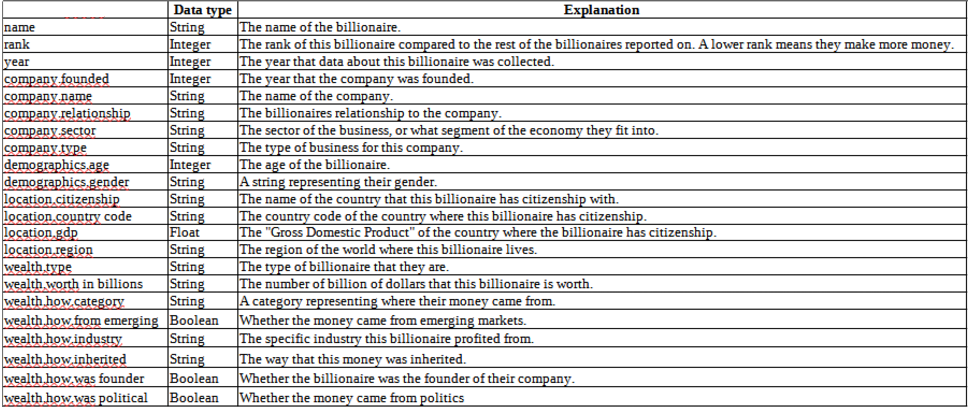 Data type Explanation
name String The name of the billionaire.
rank Integer The rank of this billionaire compared to the rest of the billionaires reported on. A lower rank means they make more money.
year Integer The year that data about this billionaire was collected.
company.founded Integer The year that the company was founded.
company.name String The name of the company.
company.relationship String The billionaires relationship to the company.
company.sector String The sector of the business, or what segment of the economy they fit into.
company.type String The type of business for this company.
demographics.age Integer The age of the billionaire.
demographics.gender String A string representing their gender.
location.citizenship String The name of the country that this billionaire has citizenship with.
location.country code String The country code of the country where this billionaire has citizenship.
location.gdp Float The "Gross Domestic Product" of the country where the billionaire has citizenship.
location.region String The region of the world where this billionaire lives.
wealth.type String The type of billionaire that they are.
wealth.worth in billions String The number of billion of dollars that this billionaire is worth.
wealth.how.category String A category representing where their money came from.
wealth.how.from emerging Boolean Whether the money came from emerging markets.
wealth.how.industry String The specific industry this billionaire profited from.
wealth.how.inherited String The way that this money was inherited.
wealth.how.was founder Boolean Whether the billionaire was the founder of their company.
wealth.how.was political Boolean Whether the money came from politics